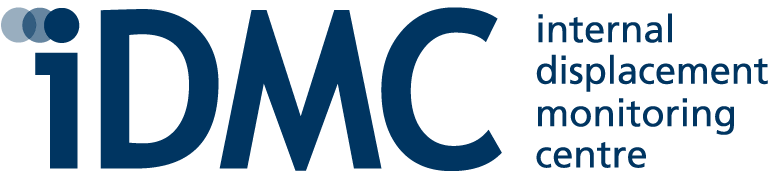 iDMC
internal
displacement
monitoring
centre